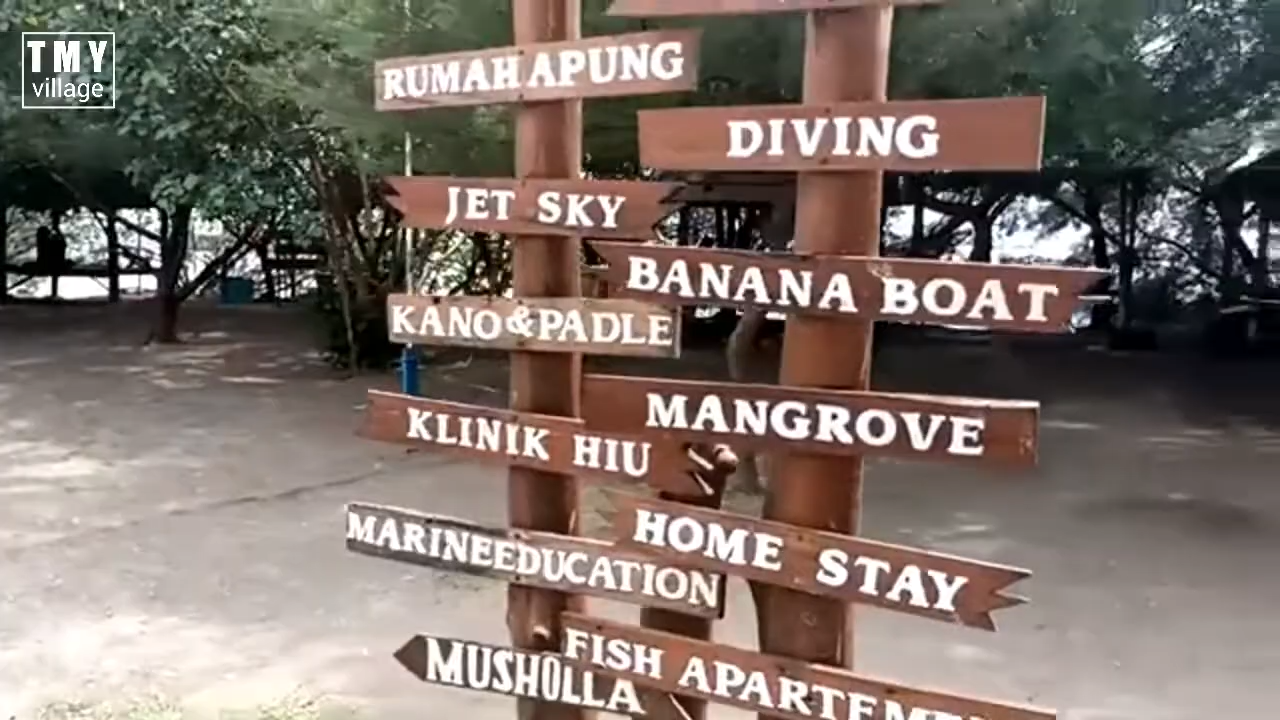 TMY
village
RUMAH APUNG
DIVING
JET SKY
BANANA BOAT
KANO&PADLE
MANGROVE
KLINIK HIU
HOME STAY
MARINEEDUCATION
FISH
MUSHOLLA